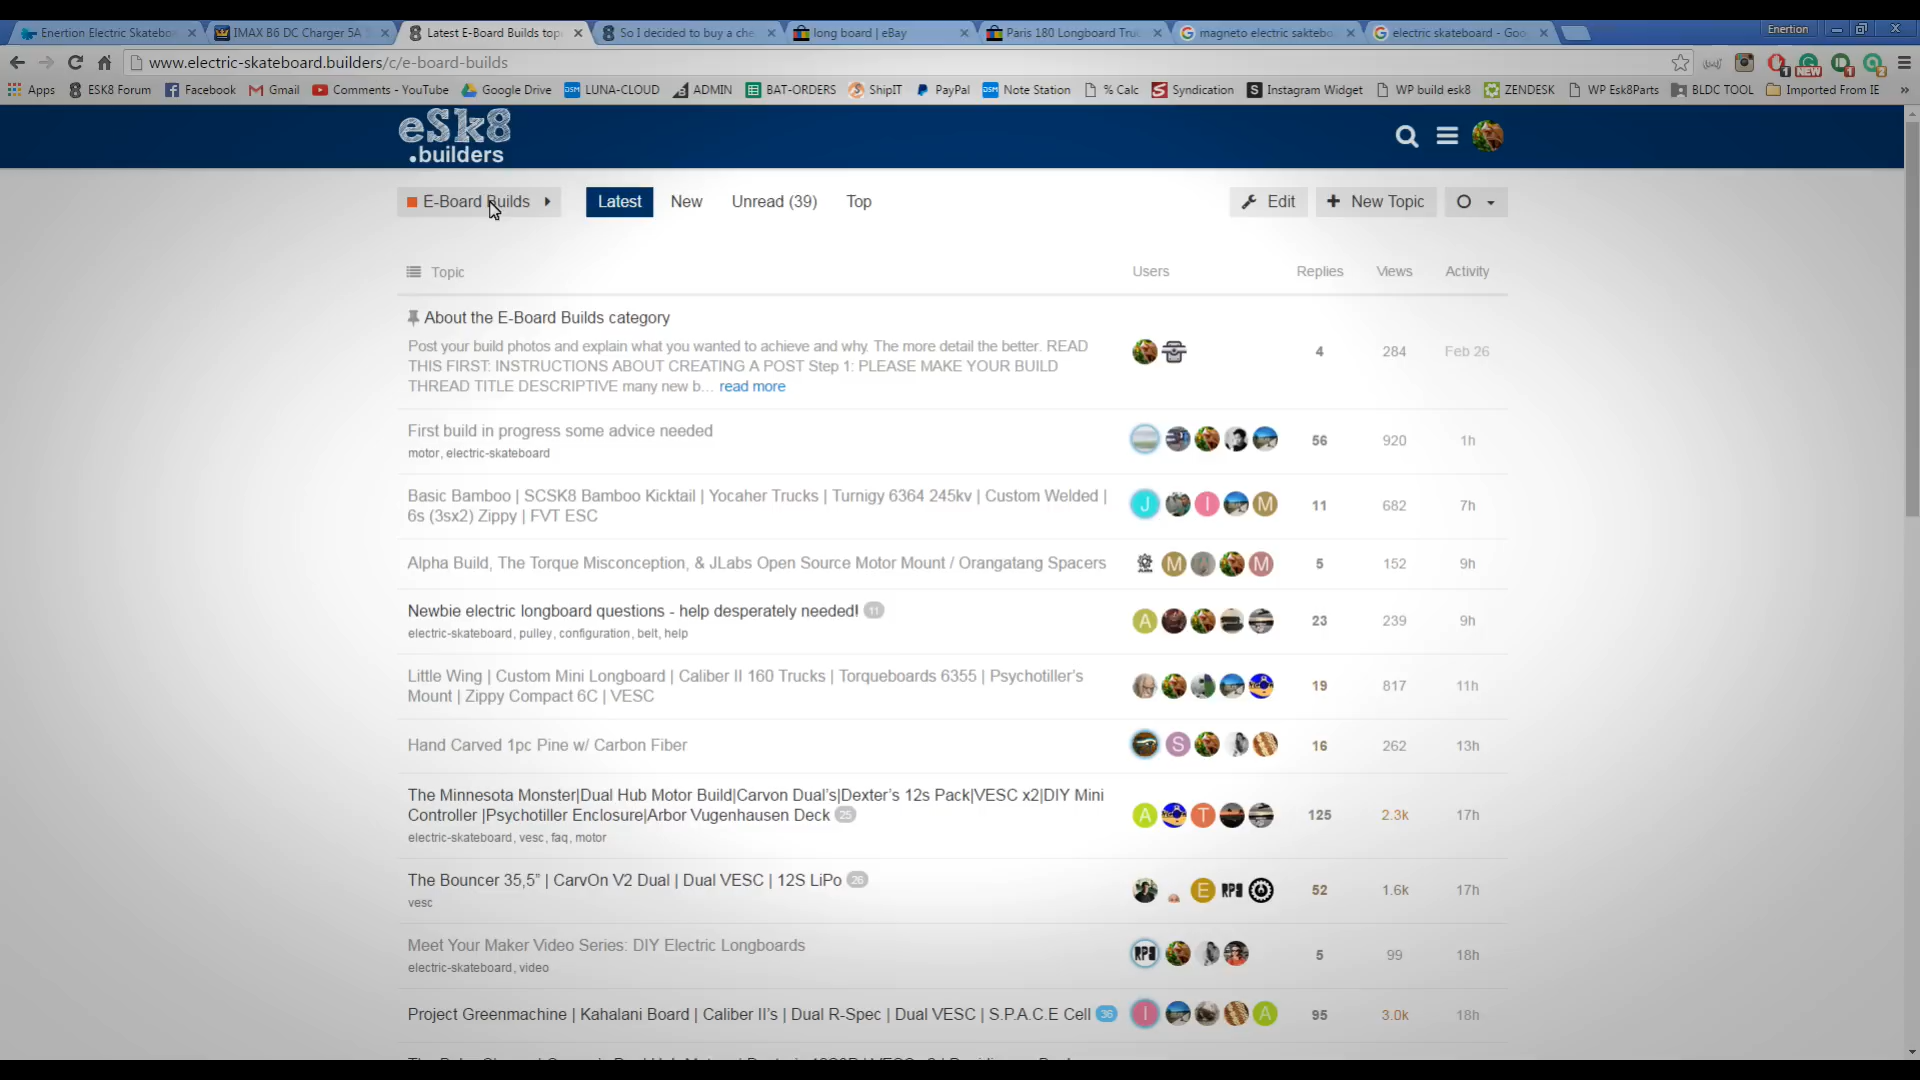 Enertion Electric Skatebo
IMAX B6 DC Charger 5A
Latest E-Board Builds top
So I decided to buy a che
long board | eBay
Paris 180 Longboard Truc
magneto electric saktebo
electric skateboard - Goo
Enertion
www.electric-skateboard.builders/c/e-board-builds
Apps
ESK8 Forum
Facebook
Gmail
Comments - YouTube
Google Drive
LUNA-CLOUD
ADMIN
BAT-ORDERS
ShipIT
PayPal
Note Station
% Calc
Syndication
Instagram Widget
WP build esk8
ZENDESK
WP Esk8Parts
BLDC TOOL
Imported From IE
eSk8
.builders
E-Board Builds
Latest
New
Unread (39)
Top
Edit
New Topic
Topic
Users
Replies
Views
Activity
About the E-Board Builds category
Post your build photos and explain what you wanted to achieve and why. The more detail the better. READ
THIS FIRST: INSTRUCTIONS ABOUT CREATING A POST Step 1: PLEASE MAKE YOUR BUILD
THREAD TITLE DESCRIPTIVE many new b... read more
4 284 Feb 26
First build in progress some advice needed
motor, electric-skateboard
56 920 1h
Basic Bamboo | SCSK8 Bamboo Kicktail | Yocaher Trucks | Turnigy 6364 245kv | Custom Welded |
6s (3sx2) Zippy | FVT ESC
J I M
11 682 7h
Alpha Build, The Torque Misconception, & JLabs Open Source Motor Mount / Orangatang Spacers
M M
5 152 9h
Newbie electric longboard questions - help desperately needed! 11
electric-skateboard, pulley, configuration, belt, help
A
23 239 9h
Little Wing | Custom Mini Longboard | Caliber II 160 Trucks | Torqueboards 6355 | Psychotiller's
Mount | Zippy Compact 6C | VESC
19 817 11h
Hand Carved 1pc Pine w/ Carbon Fiber
S
16 262 13h
The Minnesota Monster|Dual Hub Motor Build|Carvon Dual's|Dexter's 12s Pack|VESC x2|DIY Mini
Controller |Psychotiller Enclosure|Arbor Vugenhausen Deck 25
electric-skateboard, vesc, faq, motor
A T
125 2.3k 17h
The Bouncer 35,5” | CarvOn V2 Dual | Dual VESC | 12S LiPo 26
vesc
E RPS
52 1.6k 17h
Meet Your Maker Video Series: DIY Electric Longboards
electric-skateboard, video
RPS
5 99 18h
Project Greenmachine | Kahalani Board | Caliber II's | Dual R-Spec | Dual VESC | S.P.A.C.E Cell 36
I A
95 3.0k 18h